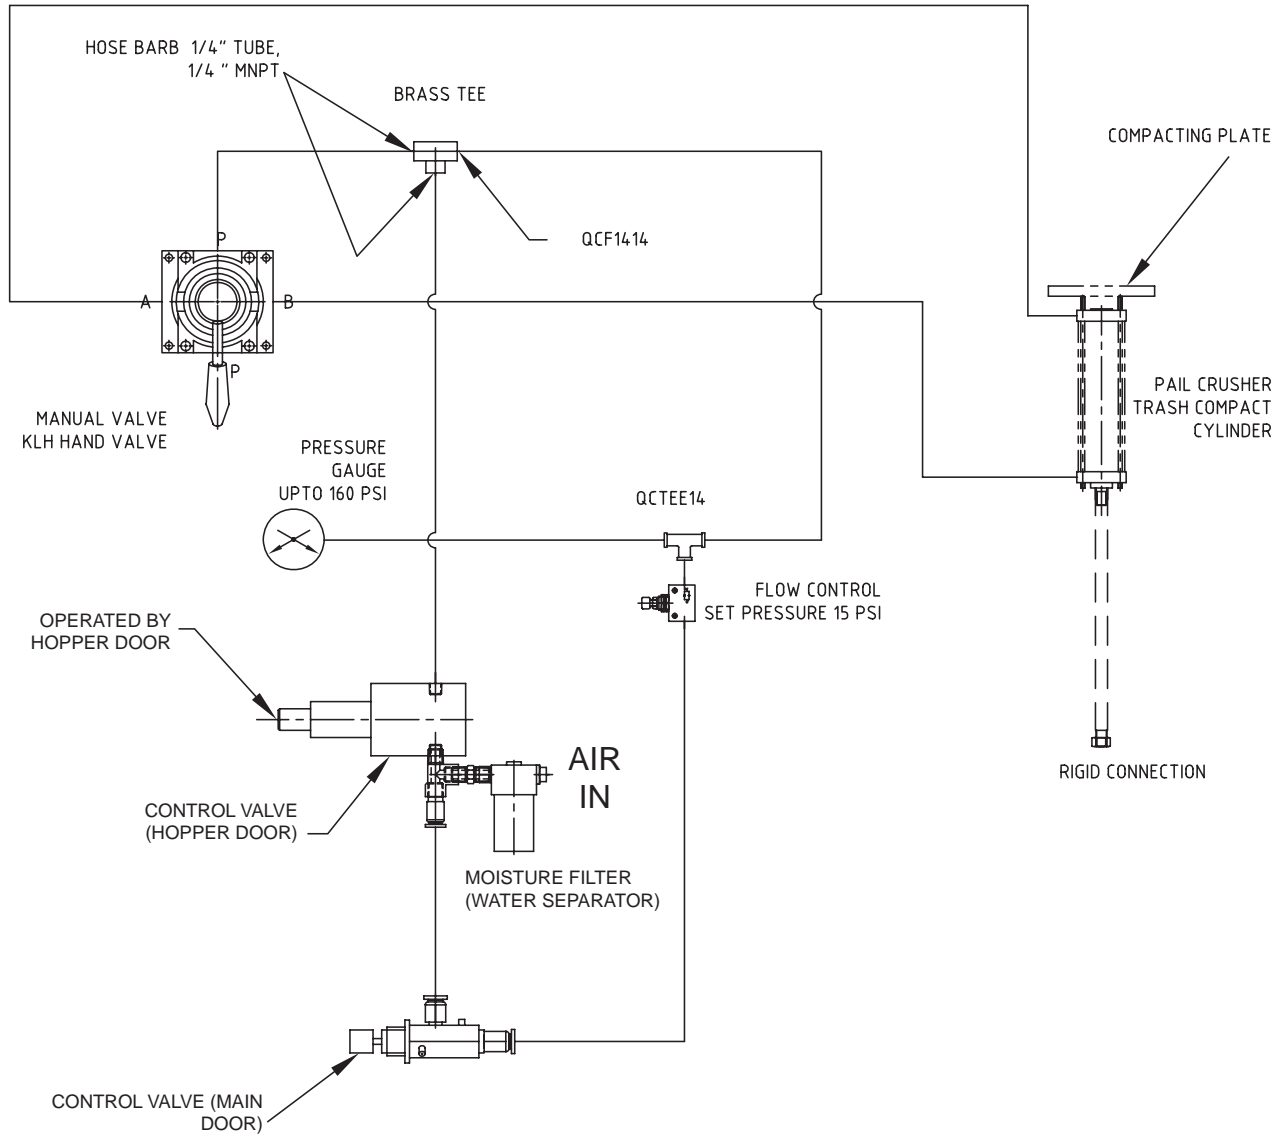 HOSE BARB 1/4" TUBE,
1/4 " MNPT
BRASS TEE
COMPACTING PLATE
QCF1414
P
A
B
P
MANUAL VALVE
KLH HAND VALVE
PAIL CRUSHER
TRASH COMPACT
CYLINDER
PRESSURE
GAUGE
UPTO 160 PSI
QCTEE14
FLOW CONTROL
SET PRESSURE 15 PSI
OPERATED BY
HOPPER DOOR
AIR
IN
RIGID CONNECTION
CONTROL VALVE
(HOPPER DOOR)
MOISTURE FILTER
(WATER SEPARATOR)
CONTROL VALVE (MAIN
DOOR)